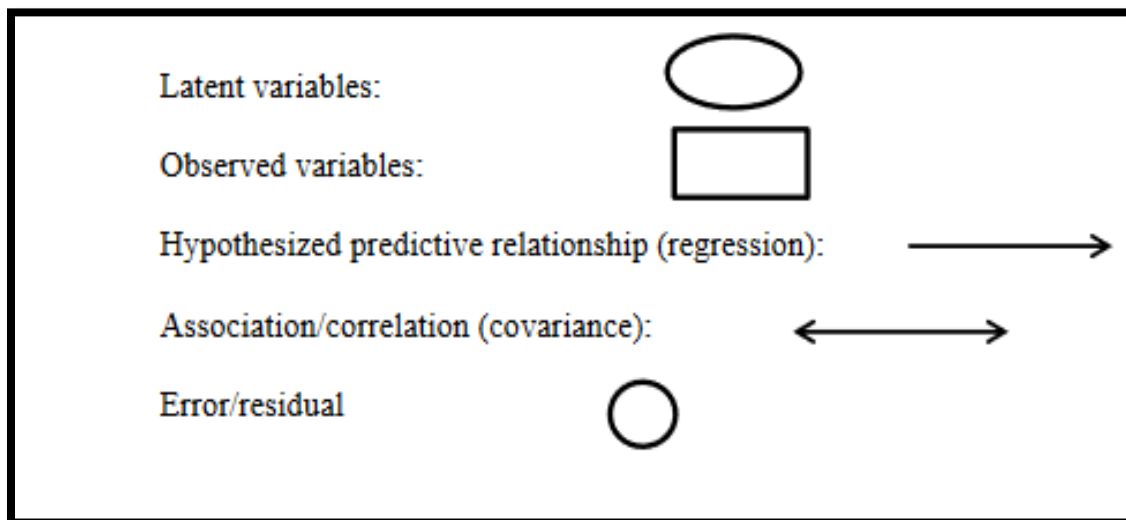 Latent variables:
Observed variables:
Hypothesized predictive relationship (regression):
Association/correlation (covariance):
Error/residual